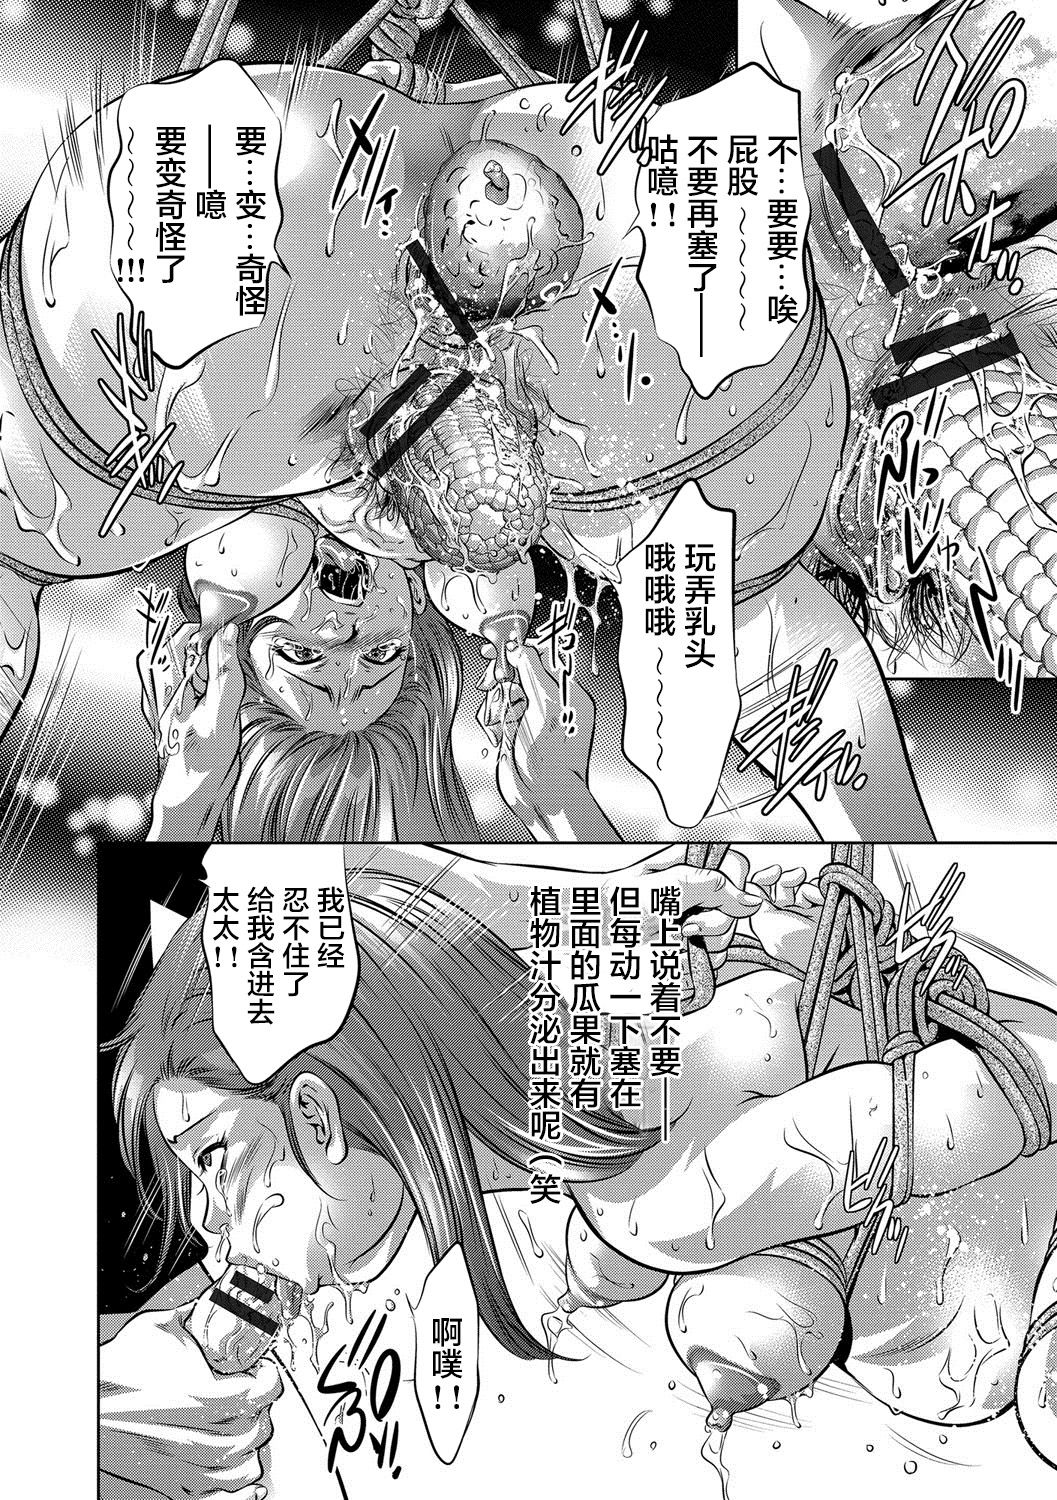 不…要要…唉
屁股～～～～
不要再塞了——
咕噫!!
要…变…奇怪
——噫
要变奇怪了
～～～～～!!!
玩弄乳头
哦哦哦～～～～
嘴上说着不要——
但每动一下塞在
里面的瓜果就有
植物汁分泌出来呢(笑
我已经
忍不住了
给我含进去
太太!!
啊噗!!